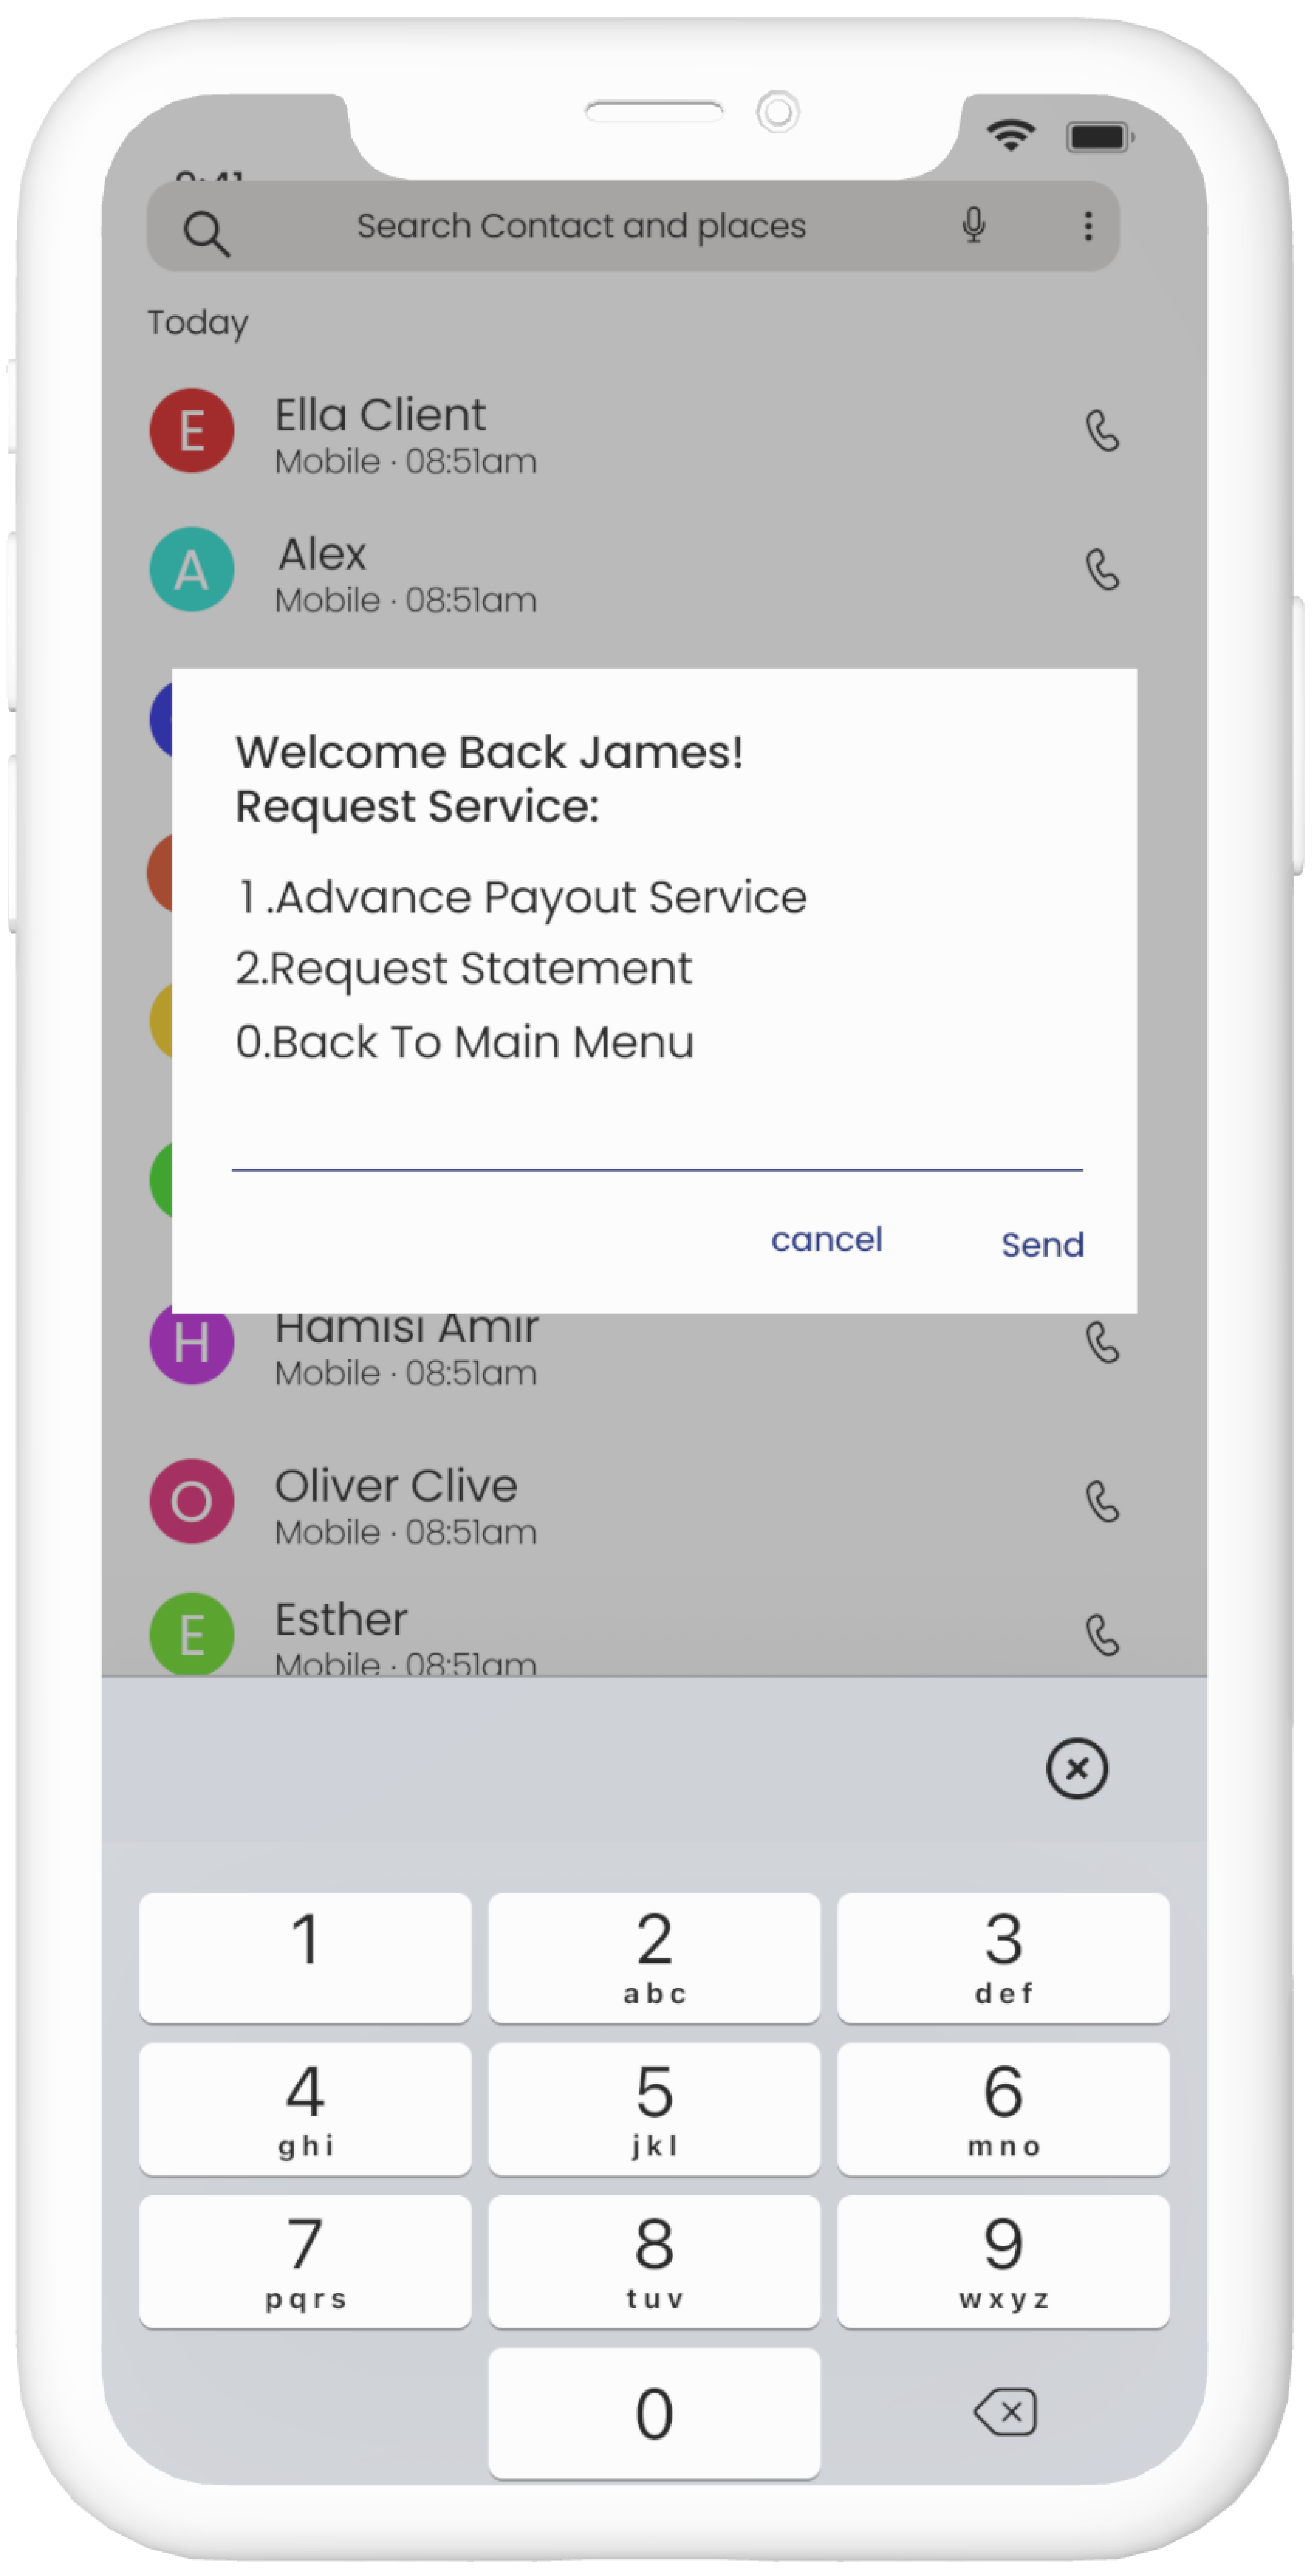 9:41
Search Contact and places
Today
E
Ella Client
Mobile · 08:51am
A
Alex
Mobile · 08:51am
Welcome Back James!
Request Service:
1.Advance Payout Service
2.Request Statement
0.Back To Main Menu
cancel Send
H
Hamisi Amir
Mobile · 08:51am
O
Oliver Clive
Mobile · 08:51am
E
Esther
Mobile · 08:51am
1 2 3
abc def
4 5 6
ghi jkl mno
7 8 9
pqrs tuv wxyz
0